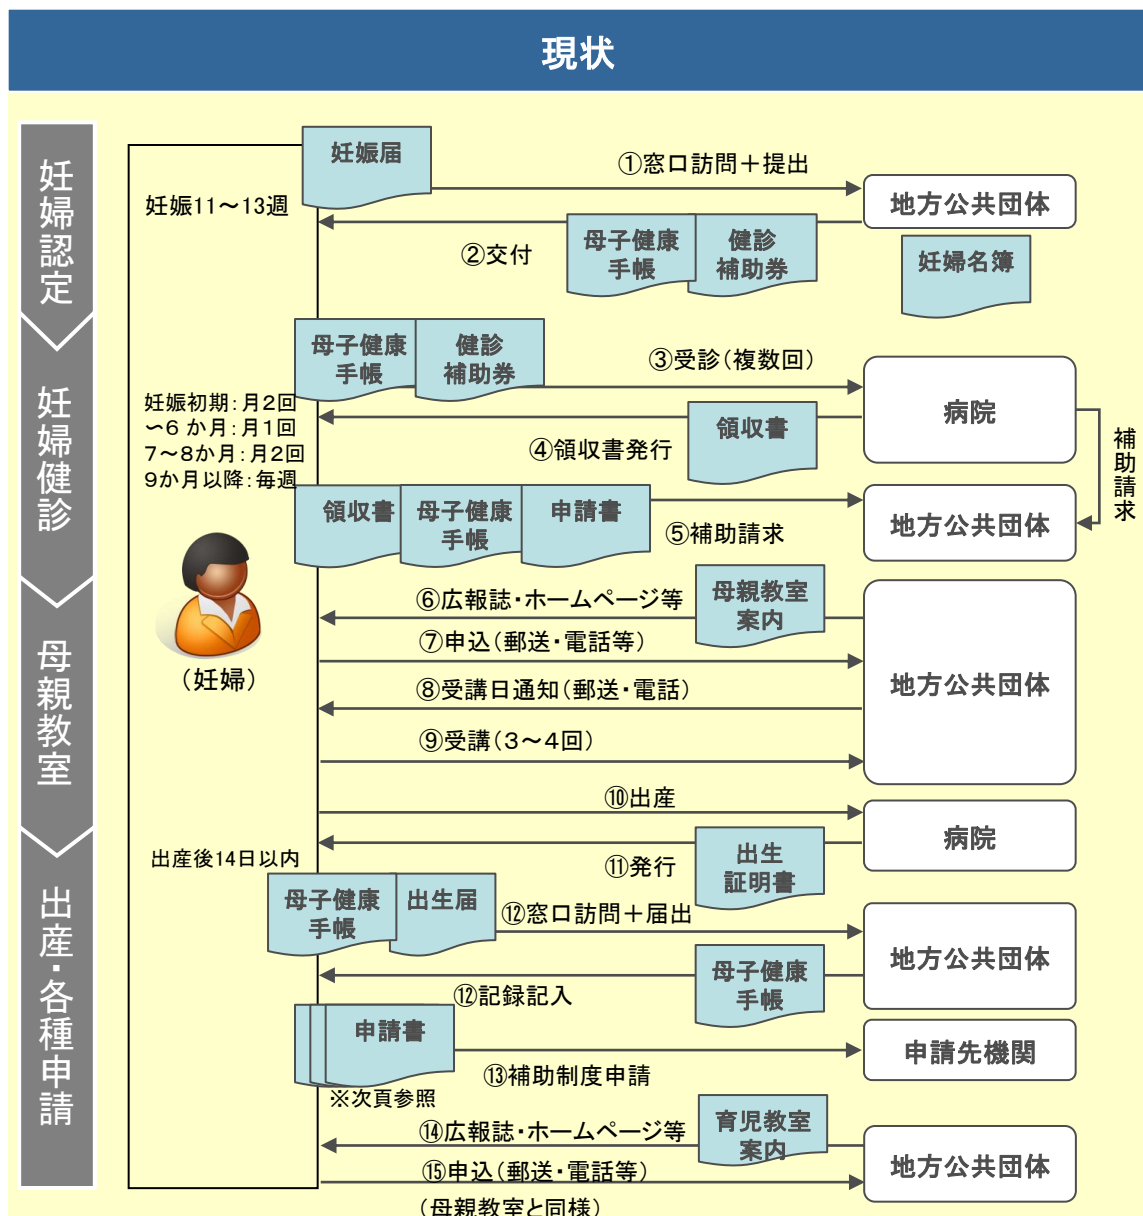 現状
妊婦認定
妊娠届
①窓口訪問＋提出
地方公共団体
妊娠11～13週
②交付
母子健康
手帳
健診
補助券
妊婦名簿
妊婦健診
母子健康
手帳
健診
補助券
③受診（複数回）
病院
妊娠初期：月2回
～6 か月：月1回
7～8か月：月2回
9か月以降：毎週
領収書
④領収書発行
補助請求
領収書
母子健康
手帳
申請書
⑤補助請求
地方公共団体
母親教室
（妊婦）
⑥広報誌・ホームページ等
母親教室
案内
⑦申込（郵送・電話等）
地方公共団体
⑧受講日通知（郵送・電話）
⑨受講（３～４回）
出産・各種申請
⑩出産
病院
出産後14日以内
⑪発行
出生
証明書
母子健康
手帳
出生届
⑫窓口訪問＋届出
地方公共団体
母子健康
手帳
⑫記録記入
申請書
⑬補助制度申請
申請先機関
※次頁参照
⑭広報誌・ホームページ等
育児教室
案内
⑮申込（郵送・電話等）
地方公共団体
（母親教室と同様）